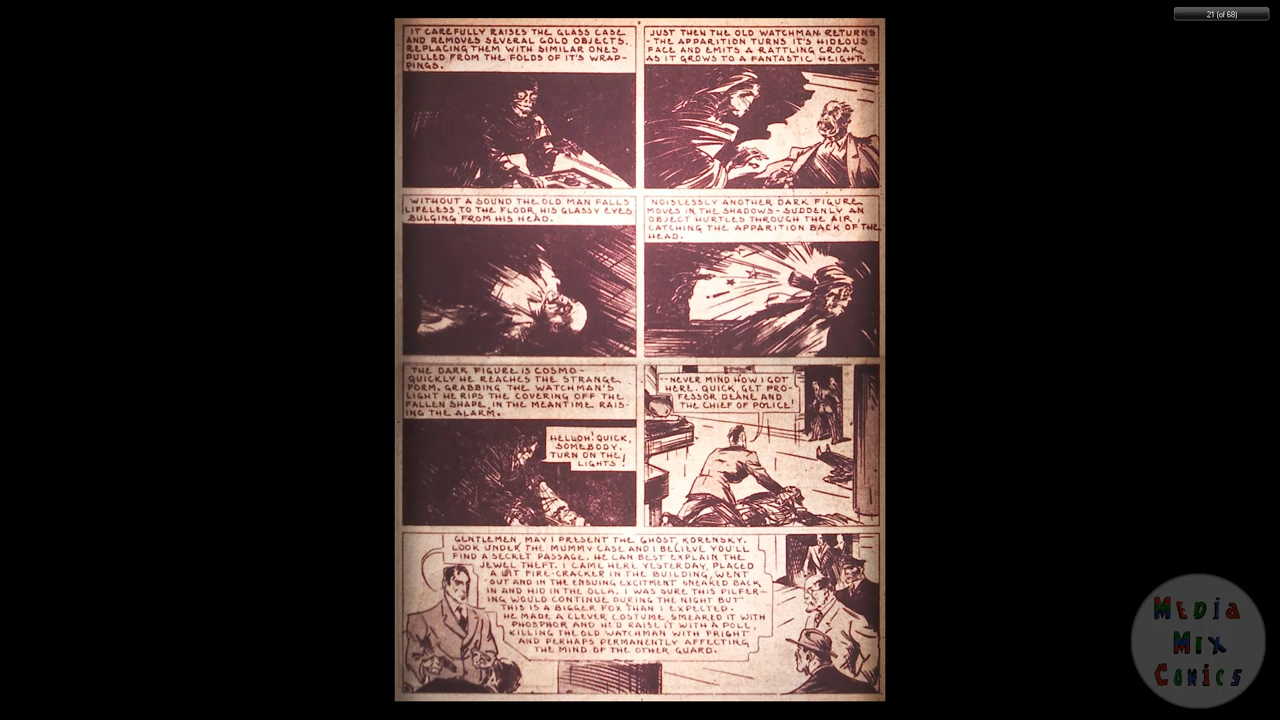 21 (of 68)
IT CAREFULLY RAISES THE GLASS CASE
AND REMOVES SEVERAL GOLD OBJECTS,
REPLACING THEM WITH SIMILAR ONES
PULLED FROM THE FOLDS OF IT'S WRAP-
PINGS.
JUST THEN THE OLD WATCHMAN RETURNS
- THE APPARITION TURNS IT'S HIDEOUS
FACE AND EMITS A RATTLING CROAK
AS IT GROWS TO A FANTASTIC HEIGHT.
WITHOUT A SOUND THE OLD MAN FALLS
LIFELESS TO THE FLOOR, HIS GLASSY EYES
BULGING FROM HIS HEAD.
NOISLESSLY ANOTHER DARK FIGURE
MOVES IN THE SHADOWS - SUDDENLY AN
OBJECT HURTLES THROUGH THE AIR,
CATCHING THE APPARITION BACK OF THE
HEAD.
THE DARK FIGURE IS COSMO -
QUICKLY HE REACHES THE STRANGE
FORM. GRABBING THE WATCHMAN'S
LIGHT HE RIPS THE COVERING OFF THE
FALLEN SHAPE, IN THE MEANTIME RAIS-
ING THE ALARM.
HELLOH! QUICK,
SOMEBODY.
TURN ON THE
LIGHTS!
--NEVER MIND HOW I GOT
HERE. QUICK, GET PRO-
FESSOR DEANE AND
THE CHIEF OF POLICE!
GENTLEMEN, MAY I PRESENT THE GHOST, KORENSKY.
LOOK UNDER THE MUMMY CASE AND I BELIEVE YOU'LL
FIND A SECRET PASSAGE. HE CAN BEST EXPLAIN THE
JEWEL THEFT. I CAME HERE YESTERDAY, PLACED
A LIT FIRE-CRACKER IN THE BUILDING, WENT
OUT AND IN THE ENSUING EXCITMENT SNEAKED BACK
IN AND HID IN THE OLLA. I WAS SURE THIS PILFER-
ING WOULD CONTINUE DURING THE NIGHT BUT
THIS IS A BIGGER FOX THAN I EXPECTED.
HE MADE A CLEVER COSTUME, SMEARED IT WITH
PHOSPHOR AND HE'D RAISE IT WITH A POLE,
KILLING THE OLD WATCHMAN WITH FRIGHT
AND PERHAPS PERMANENTLY AFFECTING
THE MIND OF THE OTHER GUARD.
MEDIA
MIX
COMICS